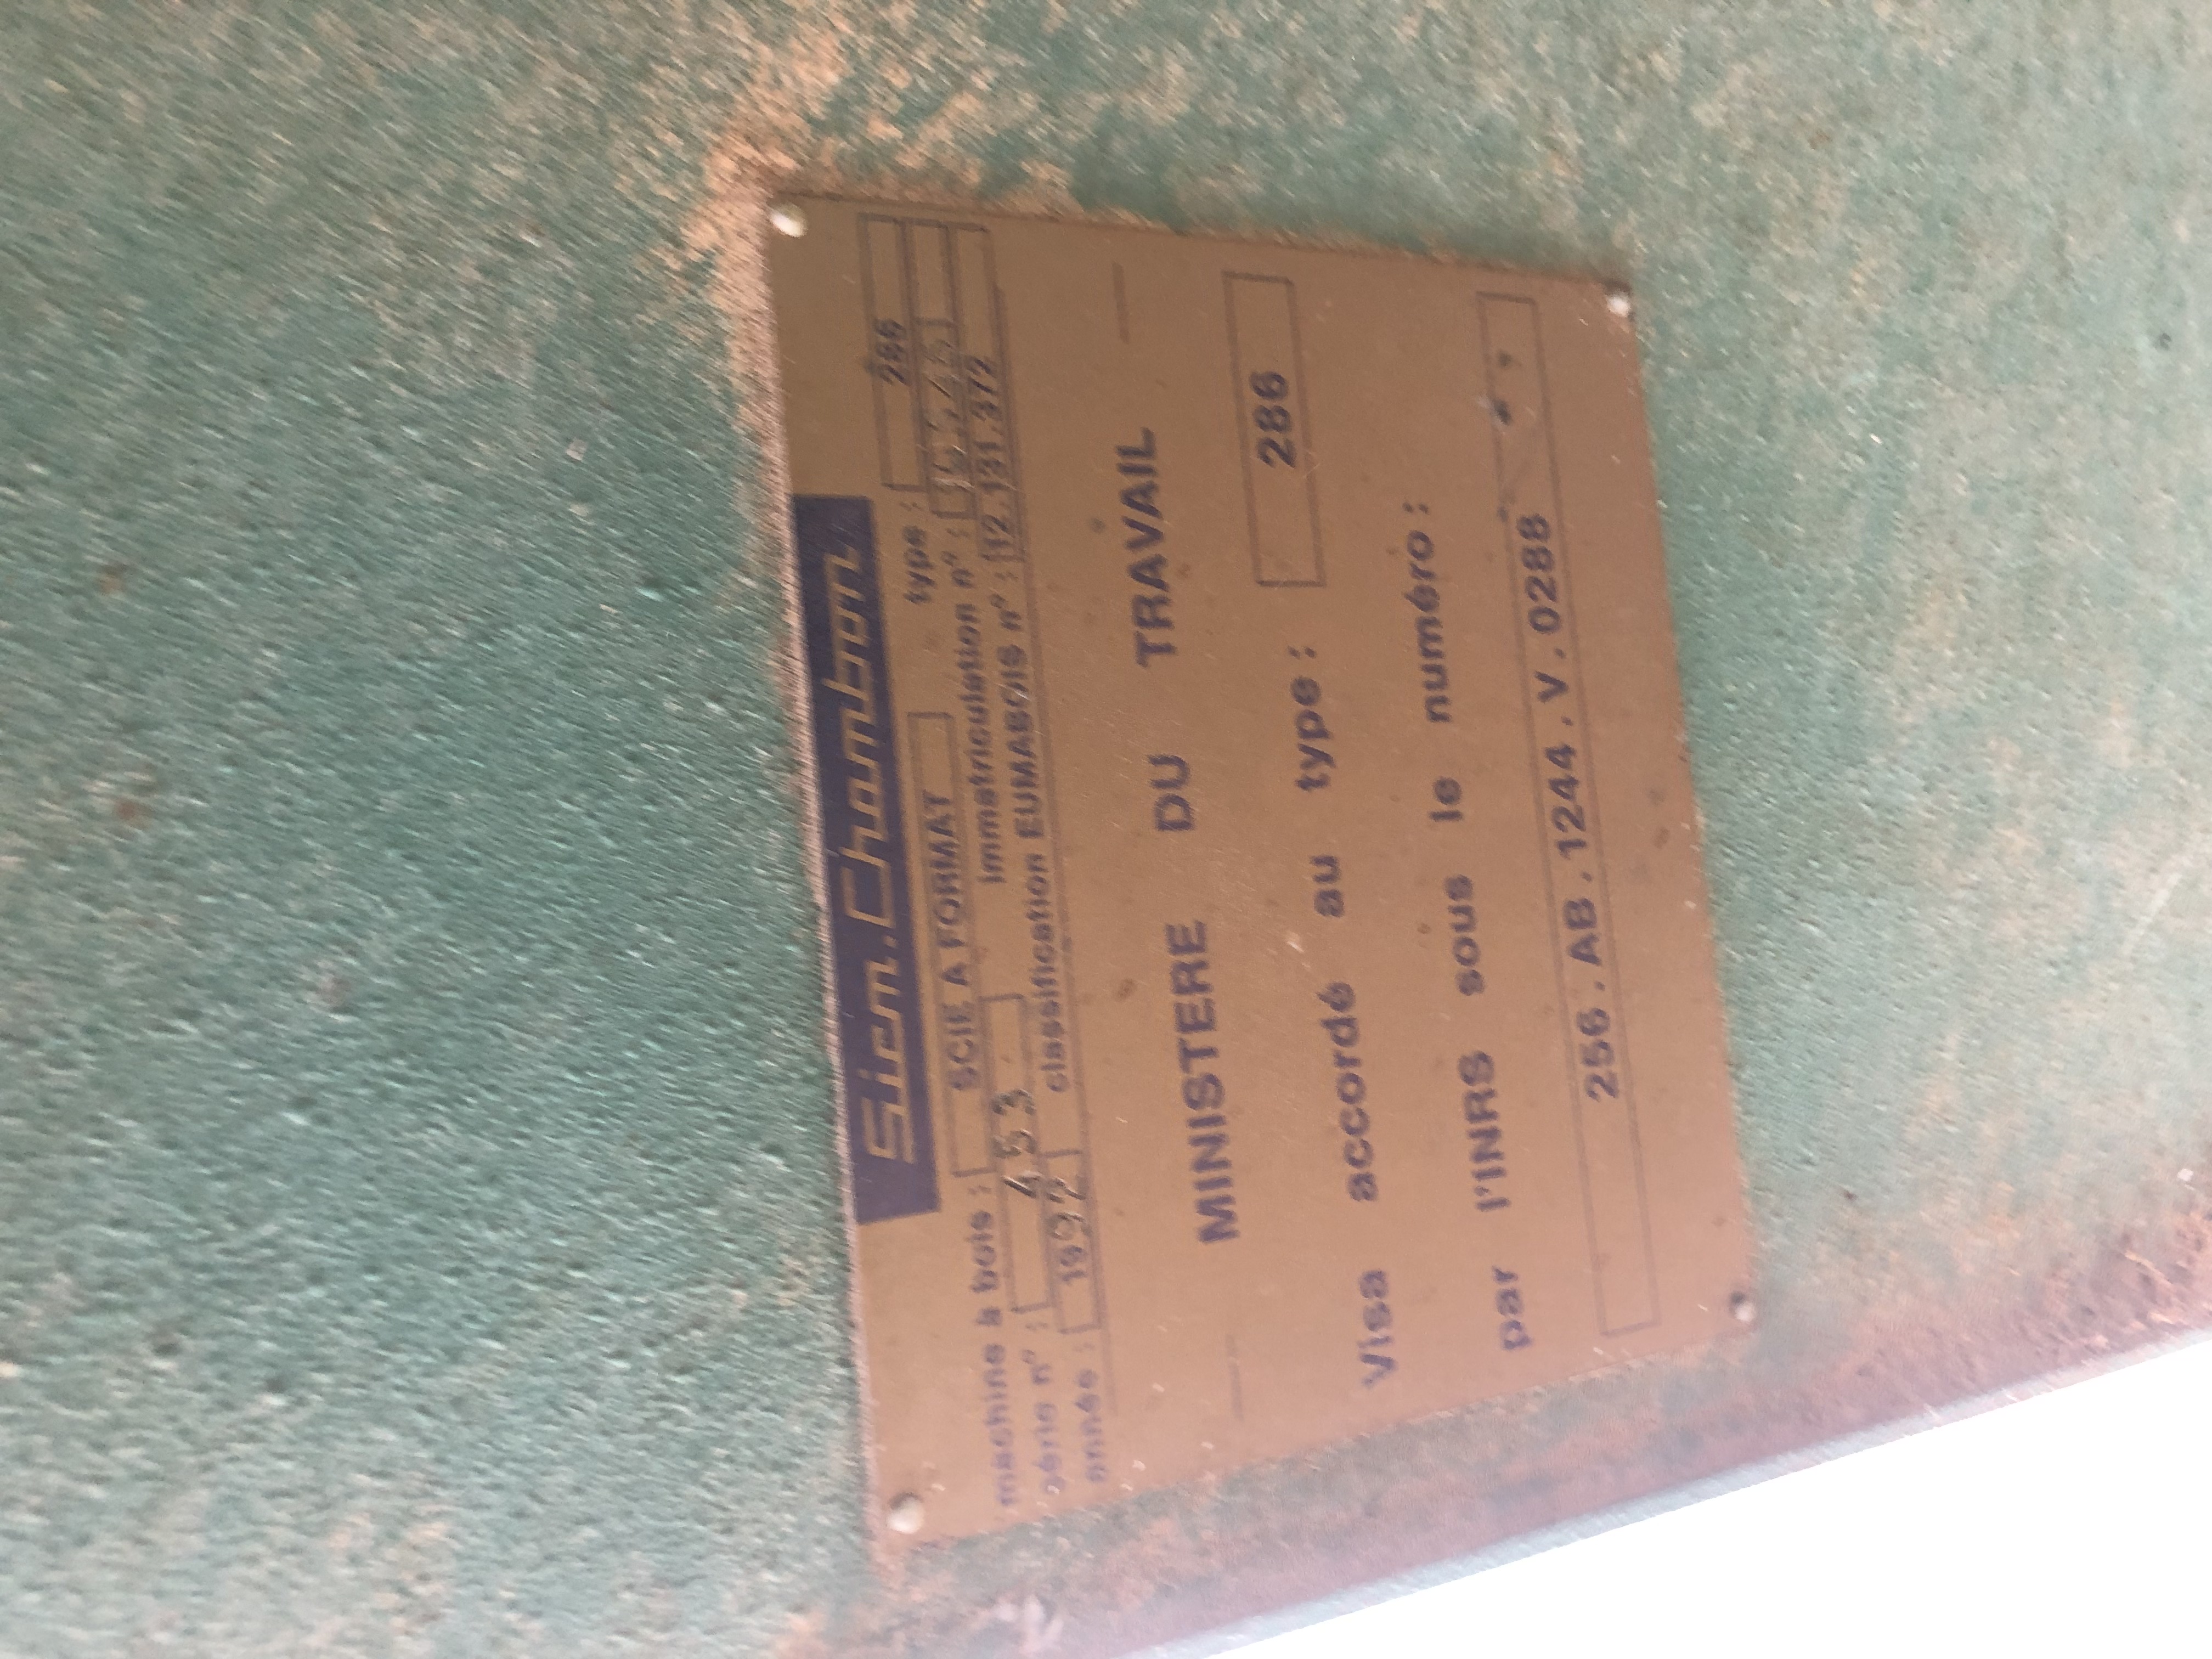 Sicm.Chambon.
machine à bois : SCIE A FORMAT type : 286
série n° : 453 immatriculation n° :
année : 1992 classification EUMABOIS n° : 12.131.372
MINISTERE DU TRAVAIL
Visa accordé au type : 286
par l'INRS sous le numéro :
256 . AB . 1244 . V . 0288